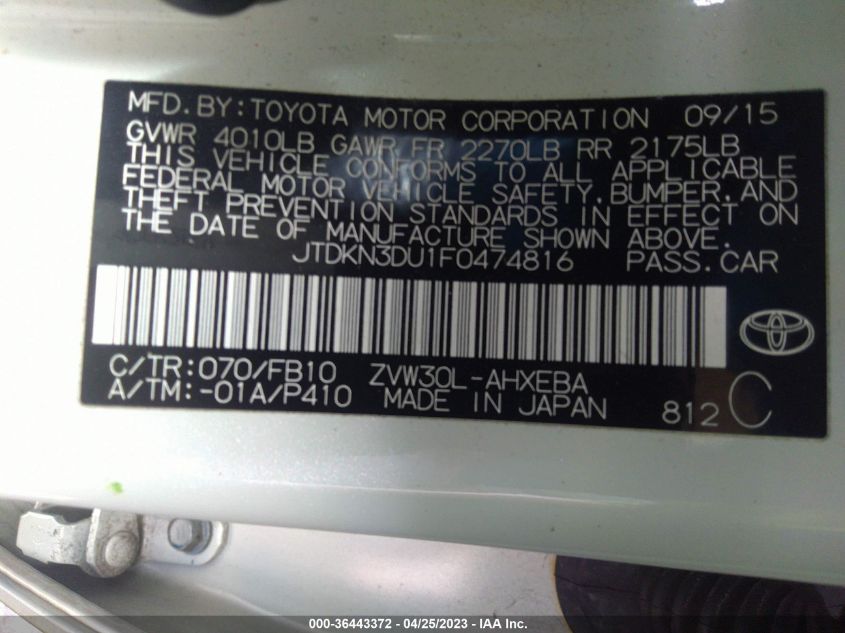 MFD.BY:TOYOTA MOTOR CORPORATION 09/15
GVWR 4010LB GAWR FR 2270LB RR 2175LB
THIS VEHICLE CONFORMS TO ALL APPLICABLE
FEDERAL MOTOR VEHICLE SAFETY,BUMPER,AND
THEFT PREVENTION STANDARDS IN EFFECT ON
THE DATE OF MANUFACTURE SHOWN ABOVE.
JTDKN3DU1F0474816 PASS.CAR
C/TR:070/FB10 ZVW30L-AHXEBA
A/TM:-01A/P410 MADE IN JAPAN 812 C
000-36443372 - 04/25/2023 - IAA Inc.